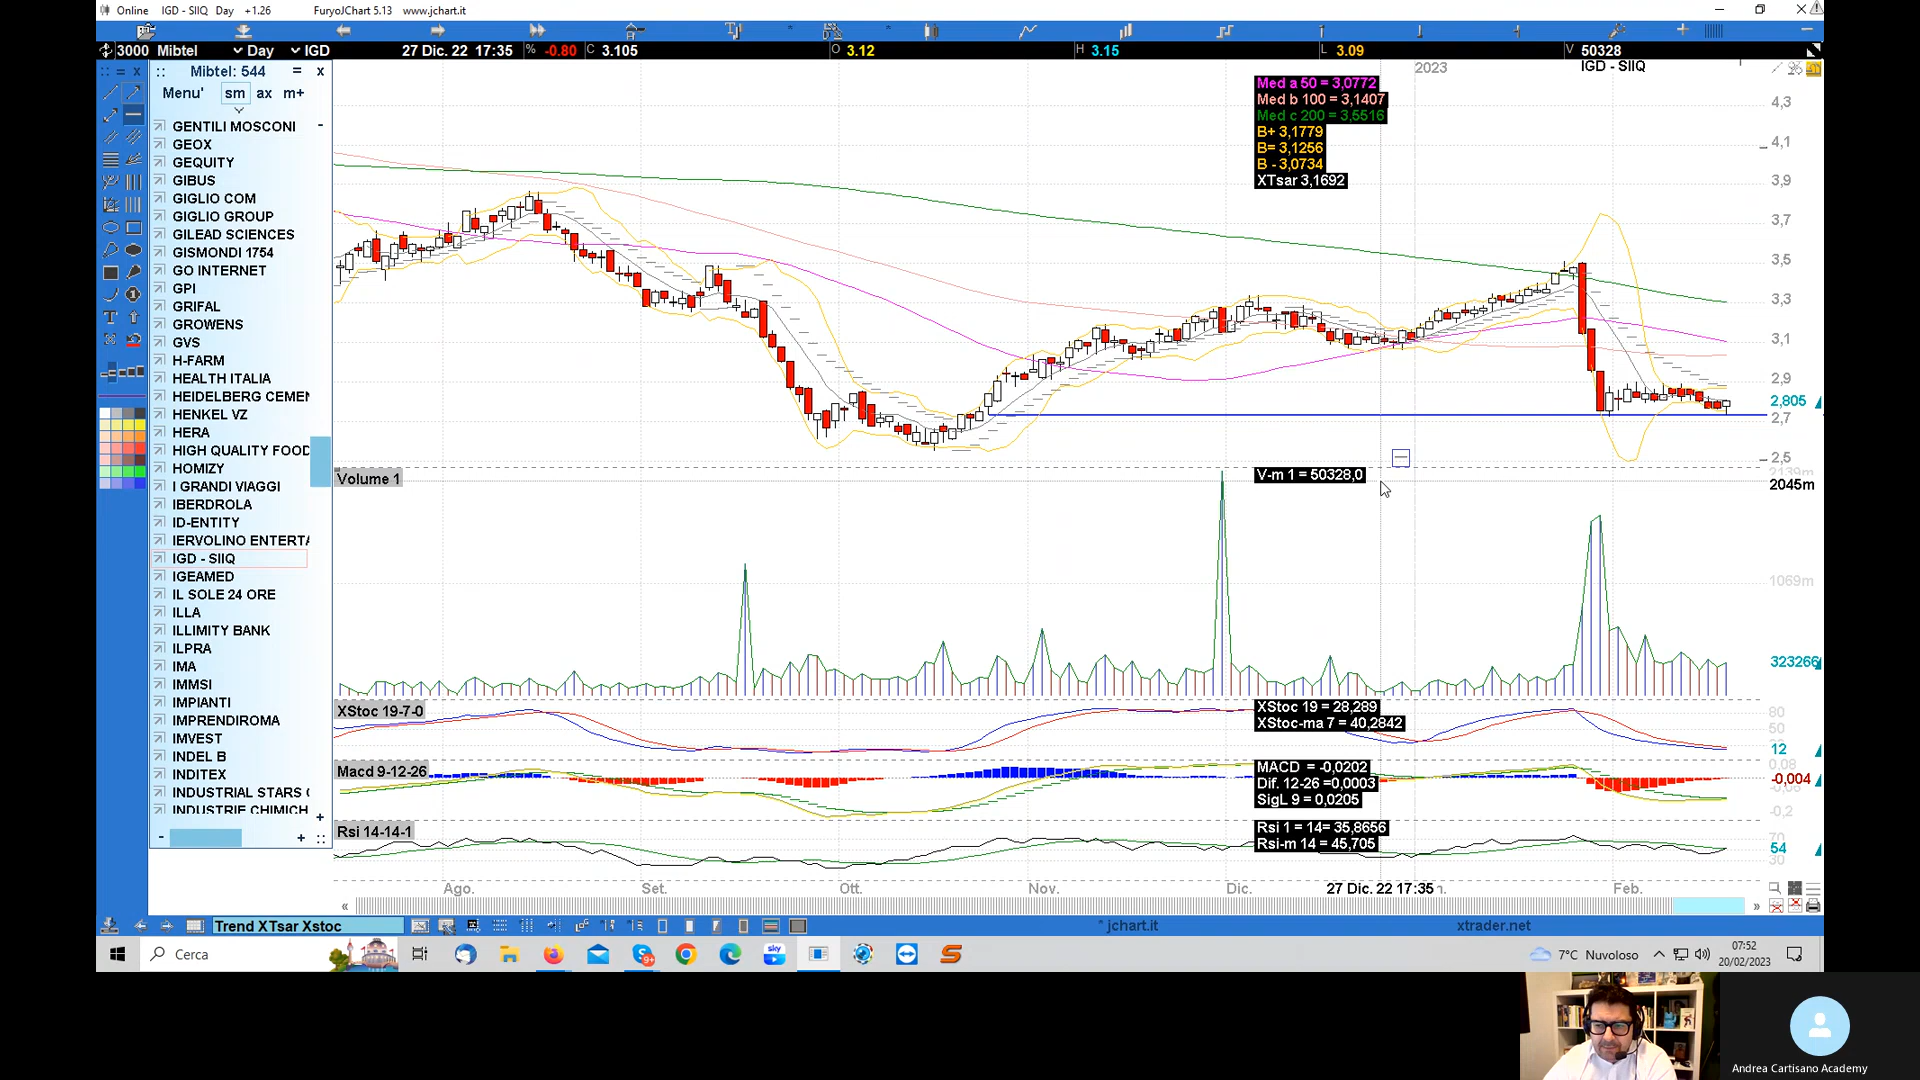 Online IGD - SIIQ Day +1.26 FuryoJChart 5.13 www.jchart.it
3000 Mibtel Day IGD 27 Dic. 22 17:35 % -0.80 C 3.105 O 3.12 H 3.15 L 3.09 V 50328
Mibtel: 544 = x
Menu' sm ax m+
GENTILI MOSCONI
GEOX
GEQUITY
GIBUS
GIGLIO COM
GIGLIO GROUP
GILEAD SCIENCES
GISMONDI 1754
GO INTERNET
GPI
GRIFAL
GROWENS
GVS
H-FARM
HEALTH ITALIA
HEIDELBERG CEMEN
HENKEL VZ
HERA
HIGH QUALITY FOOD
HOMIZY
I GRANDI VIAGGI
IBERDROLA
ID-ENTITY
IERVOLINO ENTERTA
IGD - SIIQ
IGEAMED
IL SOLE 24 ORE
ILLA
ILLIMITY BANK
ILPRA
IMA
IMMSI
IMPIANTI
IMPRENDIROMA
IMVEST
INDEL B
INDITEX
INDUSTRIAL STARS
INDUSTRIE CHIMICH
2023
IGD - SIIQ
Med a 50 = 3,0772
Med b 100 = 3,1407
Med c 200 = 3,5516
B+ 3,1779
B= 3,1256
B - 3,0734
XTsar 3,1692
4,3
4,1
3,9
3,7
3,5
3,3
3,1
2,9
2,805
2,7
2,5
Volume 1
V-m 1 = 50328,0
2139m
2045m
1069m
323266
XStoc 19-7-0
XStoc 19 = 28,289
XStoc-ma 7 = 40,2842
80
50
12
Macd 9-12-26
MACD = -0,0202
Dif. 12-26 =0,0003
SigL 9 = 0,0205
0,08
-0,004
-0,06
-0,2
Rsi 14-14-1
Rsi 1 = 14= 35,8656
Rsi-m 14 = 45,705
70
54
30
Ago. Set. Ott. Nov. Dic. 27 Dic. 22 17:35 Feb.
Trend XTsar Xstoc
* jchart.it
xtrader.net
Cerca
sky
9+
7°C Nuvoloso
07:52
20/02/2023
Andrea Cartisano Academy